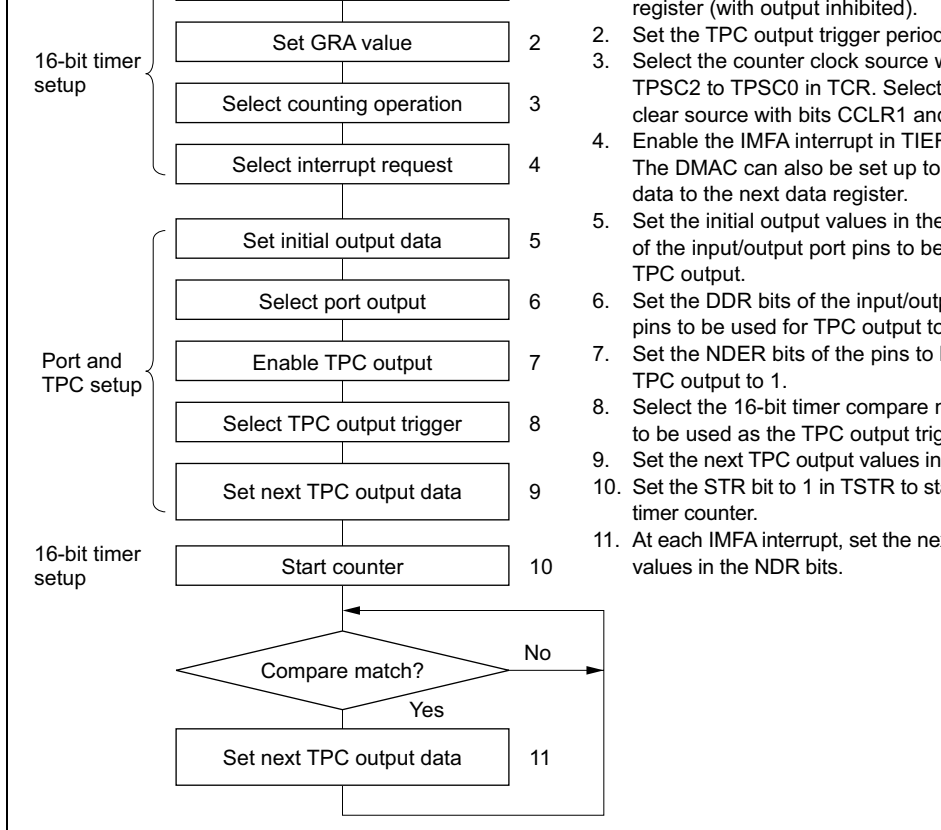 16-bit timer
setup
Set GRA value
2
Select counting operation
3
Select interrupt request
4
Port and
TPC setup
Set initial output data
5
Select port output
6
Enable TPC output
7
Select TPC output trigger
8
Set next TPC output data
9
16-bit timer
setup
Start counter
10
Compare match?
No
Yes
Set next TPC output data
11
register (with output inhibited).
2. Set the TPC output trigger period
3. Select the counter clock source
TPSC2 to TPSC0 in TCR. Select
clear source with bits CCLR1 and
4. Enable the IMFA interrupt in
The DMAC can also be set up to
data to the next data register.
5. Set the initial output values in the
of the input/output port pins to be
TPC output.
6. Set the DDR bits of the
pins to be used for TPC output to
7. Set the NDER bits of the pins to
TPC output to 1.
8. Select the 16-bit timer compare
to be used as the TPC output
9. Set the next TPC output values in
10. Set the STR bit to 1 in TSTR to
timer counter.
11. At each IMFA interrupt, set the
values in the NDR bits.